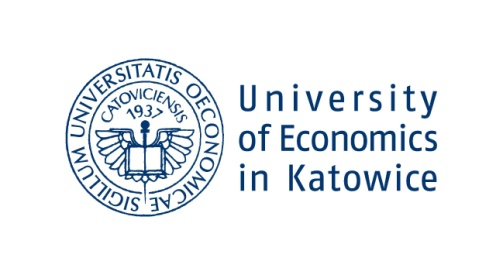 SIGILLUM UNIVERSITATIS OECONOMICAE
CATOVICIENSIS
1937
University
of Economics
in Katowice